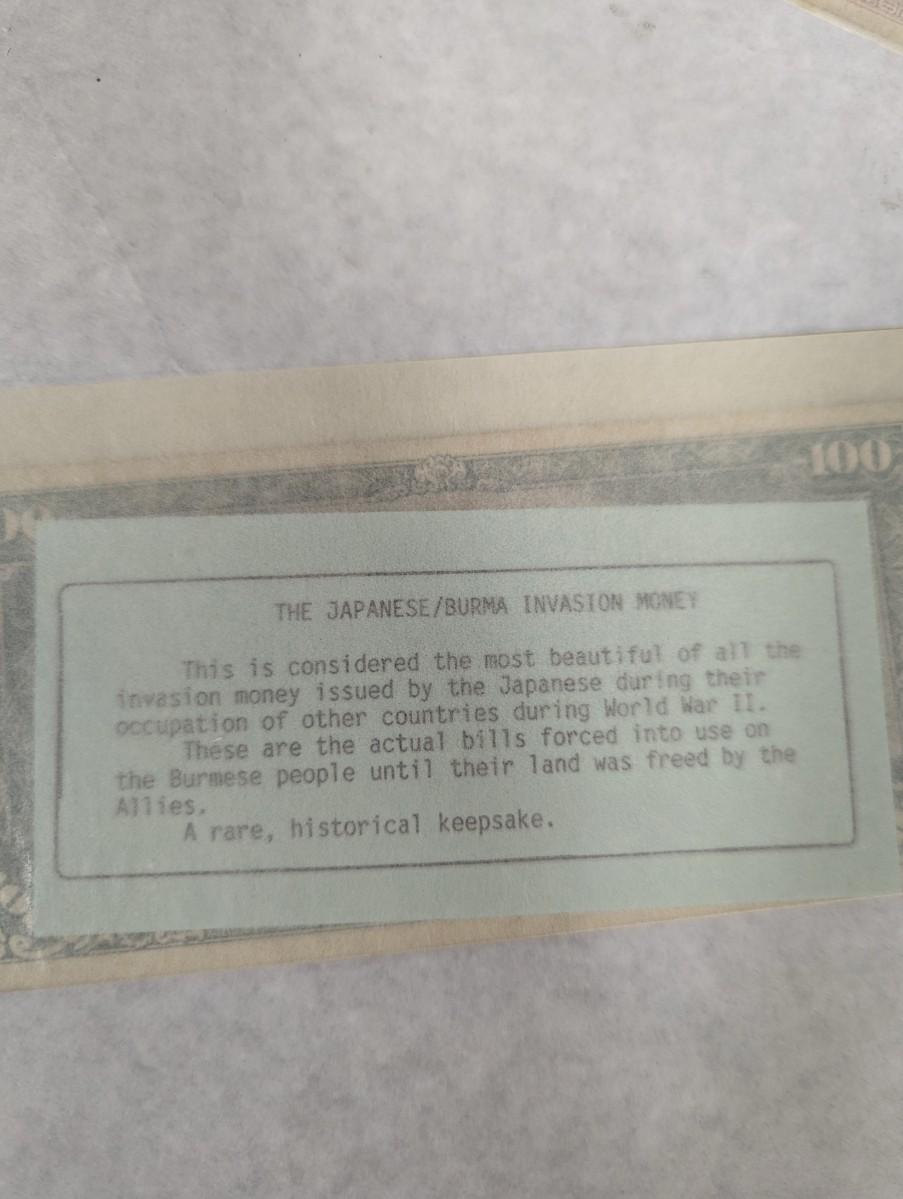 100
THE JAPANESE/BURMA INVASION MONEY
This is considered the most beautiful of all the
invasion money issued by the Japanese during their
occupation of other countries during World War II.
These are the actual bills forced into use on
the Burmese people until their land was freed by the
Allies.
A rare, historical keepsake.